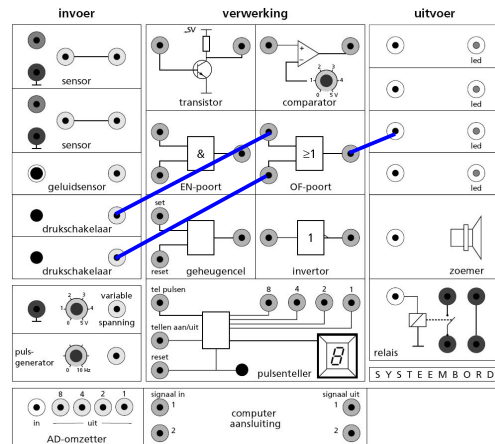 invoer verwerking uitvoer
sensor
sensor
geluidsensor
drukschakelaar
drukschakelaar
2 3
1 4
0 5 V
variable
spanning
puls-
generator
0 10 Hz
8 4 2 1
in uit
AD-omzetter
5V
transistor
+
-
2 3
1 4
0 5 V
comparator
&
EN-poort
≥1
OF-poort
set
reset
geheugencel
1
invertor
tel pulsen
8 4 2 1
tellen aan/uit
reset
pulsenteller
8
signaal in
1
2
computer
aansluiting
signaal uit
1
2
led
led
led
led
zoemer
relais
SYSTEEMBORD